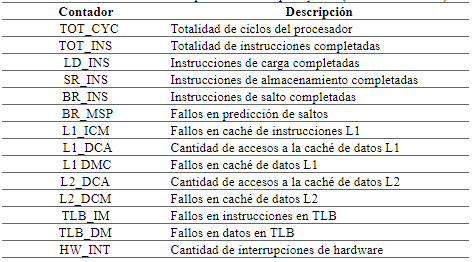 Contador Descripción
TOT_CYC Totalidad de ciclos del procesador
TOT_INS Totalidad de instrucciones completadas
LD_INS Instrucciones de carga completadas
SR_INS Instrucciones de almacenamiento completadas
BR_INS Instrucciones de salto completadas
BR_MSP Fallos en predicción de saltos
L1_ICM Fallos en caché de instrucciones L1
L1_DCA Cantidad de accesos a la caché de datos L1
L1 DMC Fallos en caché de datos L1
L2_DCA Cantidad de accesos a la caché de datos L2
L2_DCM Fallos en caché de datos L2
TLB_IM Fallos en instrucciones en TLB
TLB_DM Fallos en datos en TLB
HW_INT Cantidad de interrupciones de hardware